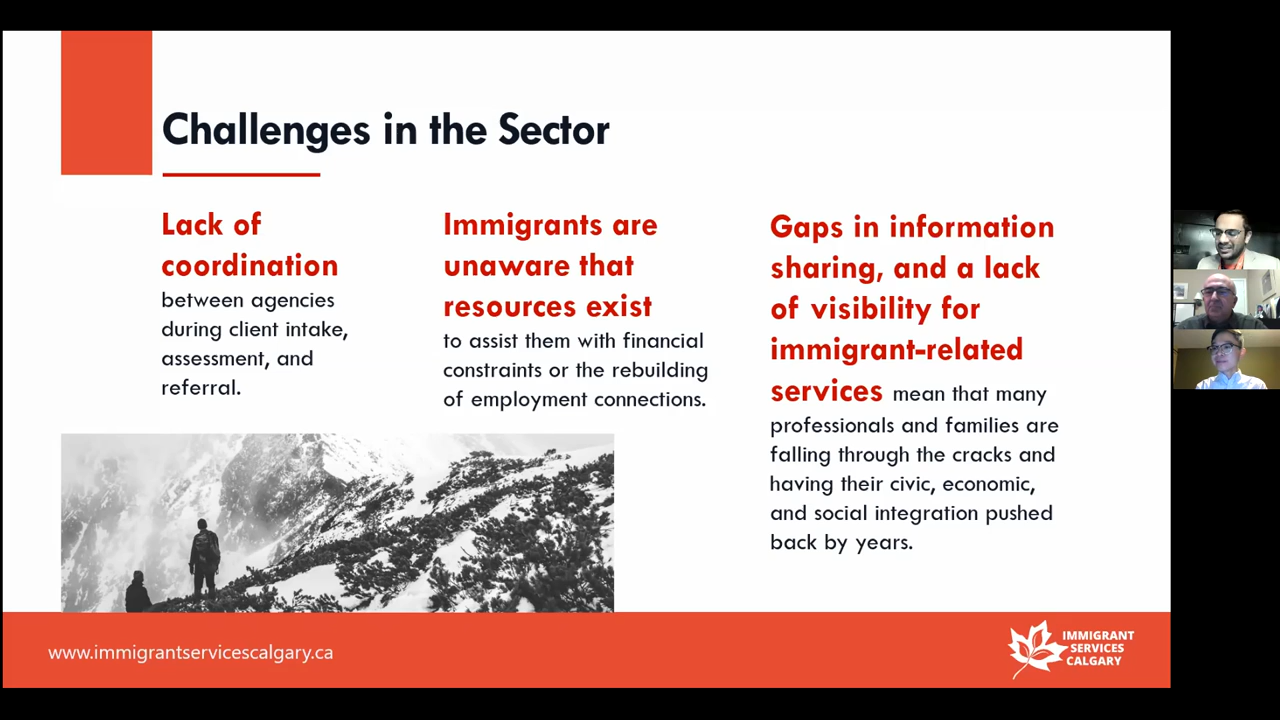 Challenges in the Sector
Lack of
coordination
between agencies
during client intake,
assessment, and
referral.
Immigrants are
unaware that
resources exist
to assist them with financial
constraints or the rebuilding
of employment connections.
Gaps in information
sharing, and a lack
of visibility for
immigrant-related
services mean that many
professionals and families are
falling through the cracks and
having their civic, economic,
and social integration pushed
back by years.
www.immigrantservicescalgary.ca
IMMIGRANT
SERVICES
CALGARY